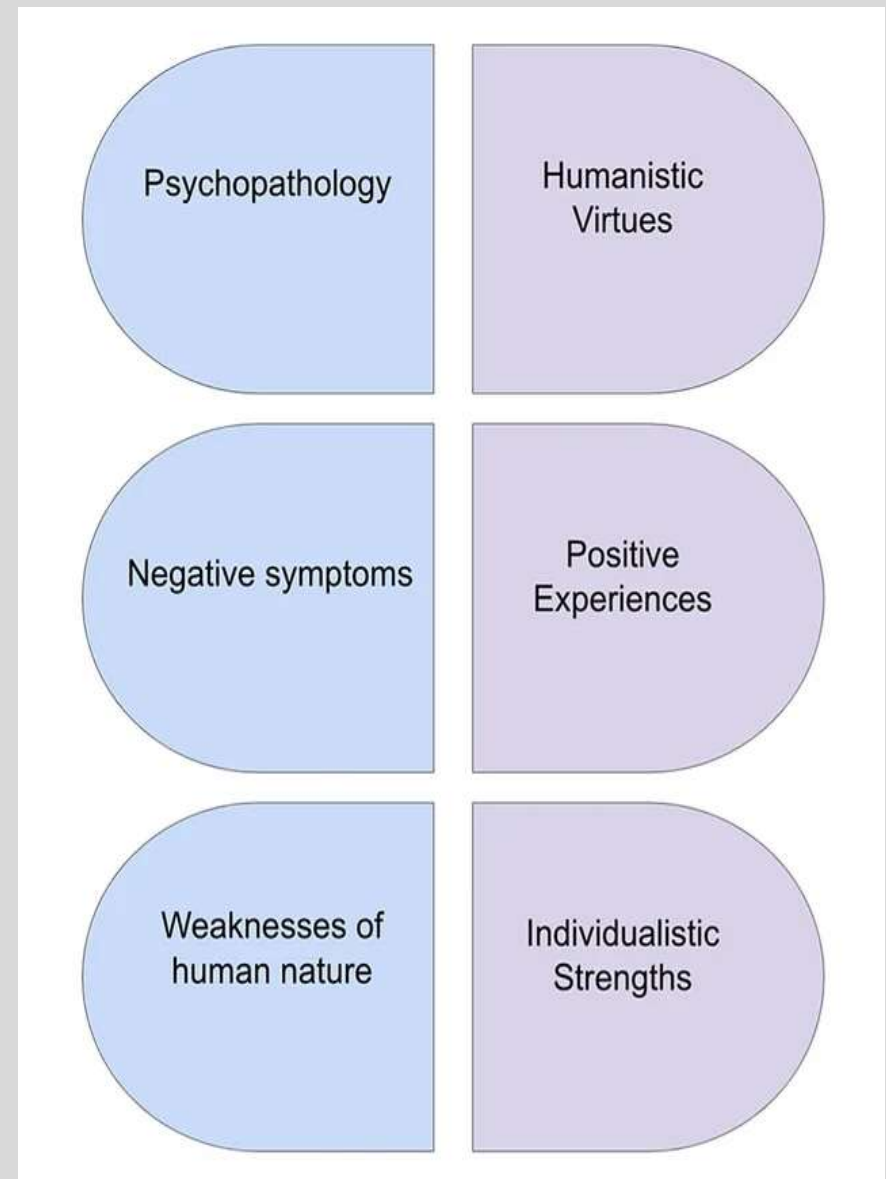 Psychopathology
Humanistic
Virtues
Negative symptoms
Positive
Experiences
Weaknesses of
human nature
Individualistic
Strengths